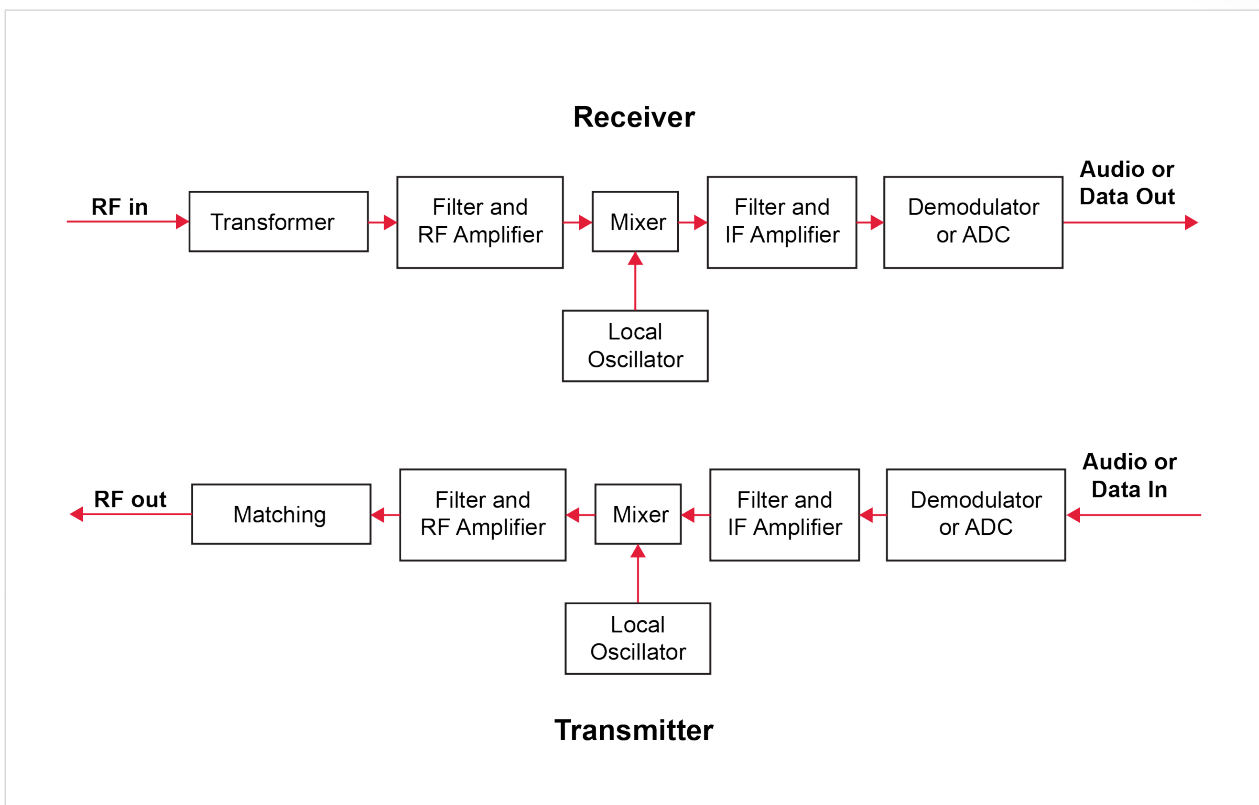 Receiver
RF in
Transformer
Filter and
RF Amplifier
Mixer
Filter and
IF Amplifier
Demodulator
or ADC
Audio or
Data Out
Local
Oscillator
RF out
Matching
Filter and
RF Amplifier
Mixer
Filter and
IF Amplifier
Demodulator
or ADC
Audio or
Data In
Local
Oscillator
Transmitter